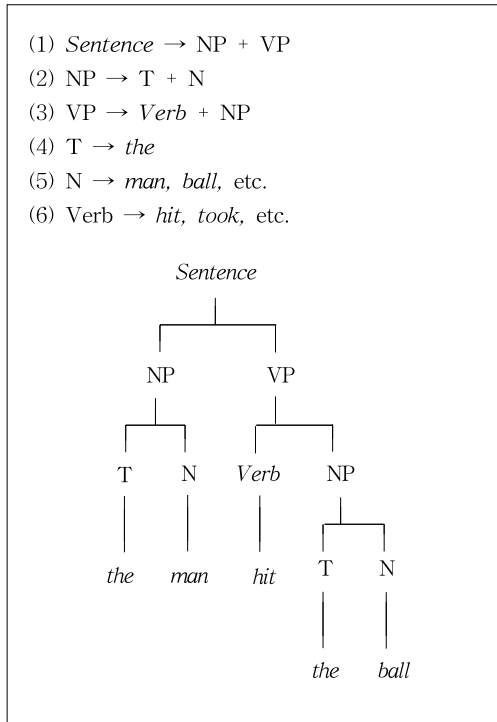 (1) Sentence → NP + VP
(2) NP → T + N
(3) VP → Verb + NP
(4) T → the
(5) N → man, ball, etc.
(6) Verb → hit, took, etc.
Sentence
NP VP
T N Verb NP
the man hit T N
the ball